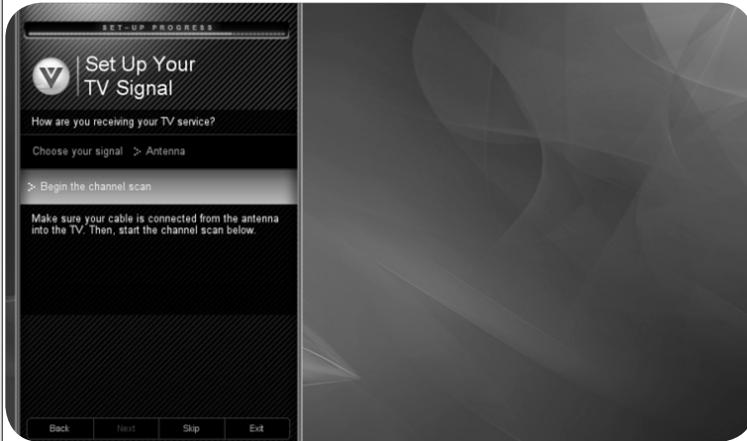 SET-UP PROGRESS
Set Up Your
TV Signal
How are you receiving your TV service?
Choose your signal > Antenna
> Begin the channel scan
Make sure your cable is connected from the antenna
into the TV. Then, start the channel scan below.
Back Next Skip Exit